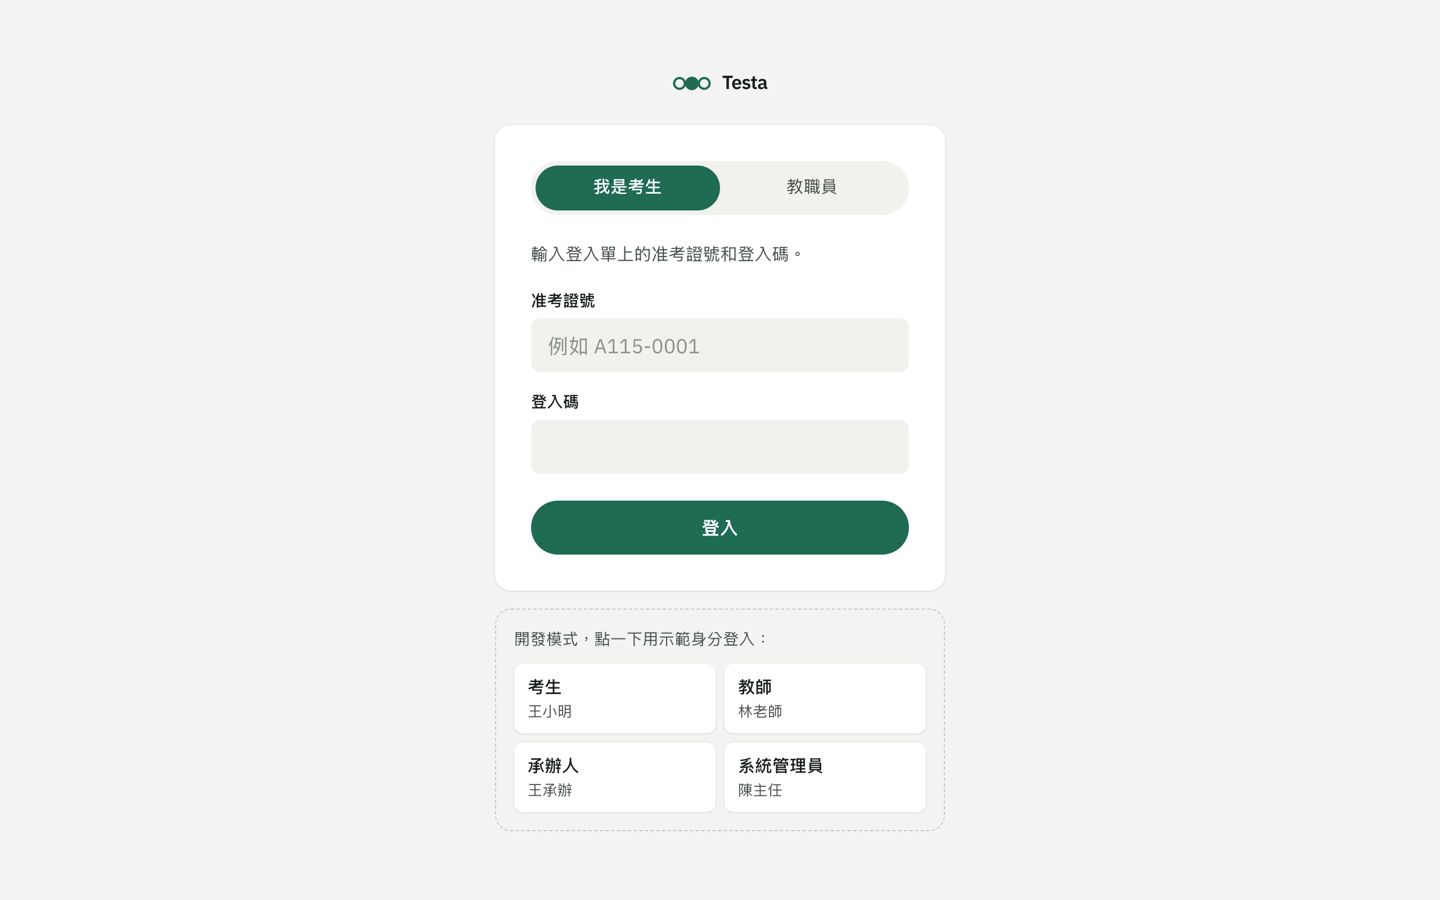 Testa
我是考生
教職員
輸入登入單上的准考證號和登入碼。
准考證號
例如 A115-0001
登入碼
登入
開發模式，點一下用示範身分登入：
考生
王小明
教師
林老師
承辦人
王承辦
系統管理員
陳主任